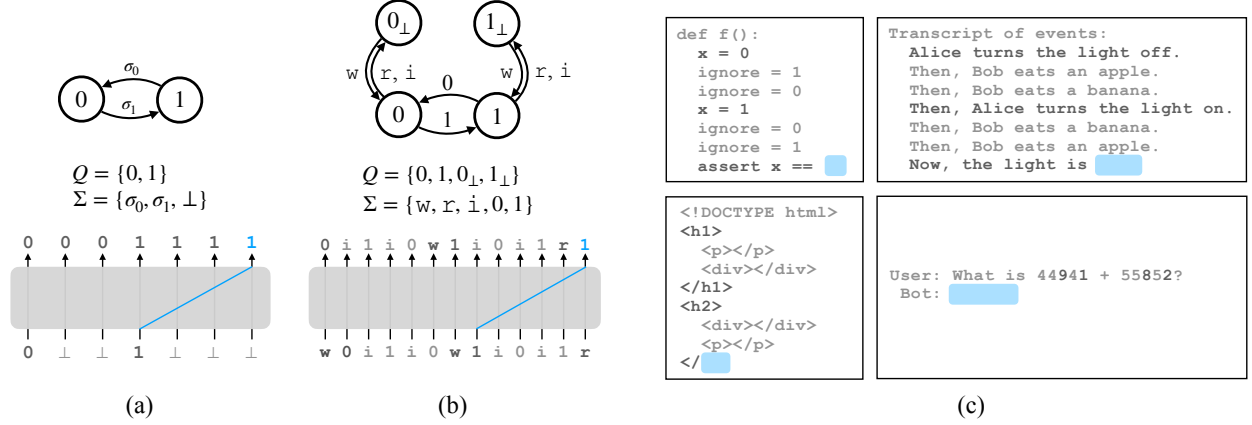 σ₀
0
1
σ₁
Q = {0, 1}
Σ = {σ₀, σ₁, ⊥}
0 0 0 1 1 1 1
0 ⊥ ⊥ 1 ⊥ ⊥ ⊥
(a)
0⊥
1⊥
w
r, i
w
r, i
0
0
1
1
Q = {0, 1, 0⊥, 1⊥}
Σ = {w, r, i, 0, 1}
0 i 1 i 0 w 1 i 0 i 1 r 1
w 0 i 1 i 0 w 1 i 0 i 1 r
(b)
def f():
x = 0
ignore = 1
ignore = 0
x = 1
ignore = 0
ignore = 1
assert x ==
Transcript of events:
Alice turns the light off.
Then, Bob eats an apple.
Then, Bob eats a banana.
Then, Alice turns the light on.
Then, Bob eats a banana.
Then, Bob eats an apple.
Now, the light is
<!DOCTYPE html>
<h1>
<p></p>
<div></div>
</h1>
<h2>
<div></div>
<p></p>
</
User: What is 44941 + 55852?
Bot:
(c)